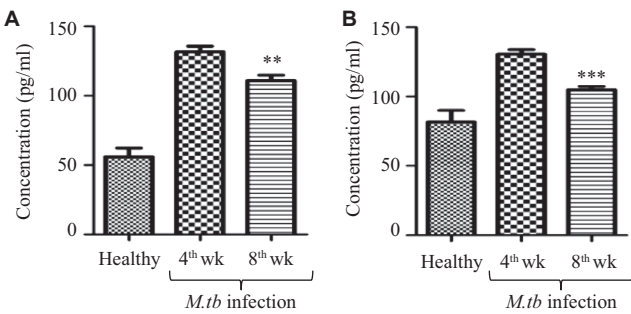 A
Concentration (pg/ml)
150
100
50
0
**
Healthy 4th wk 8th wk
M.tb infection
B
Concentration (pg/ml)
150
100
50
0
***
Healthy 4th wk 8th wk
M.tb infection